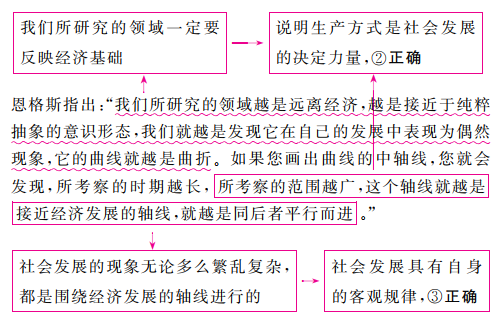 我们所研究的领域一定要
反映经济基础
说明生产方式是社会发展
的决定力量,②正确
恩格斯指出:“我们所研究的领域越是远离经济,越是接近于纯粹
抽象的意识形态,我们就越是发现它在自己的发展中表现为偶然
现象,它的曲线就越是曲折。如果您画出曲线的中轴线,您就会
发现,所考察的时期越长,所考察的范围越广,这个轴线就越是
接近经济发展的轴线,就越是同后者平行而进。”
社会发展的现象无论多么繁乱复杂,
都是围绕经济发展的轴线进行的
社会发展具有自身
的客观规律,③正确